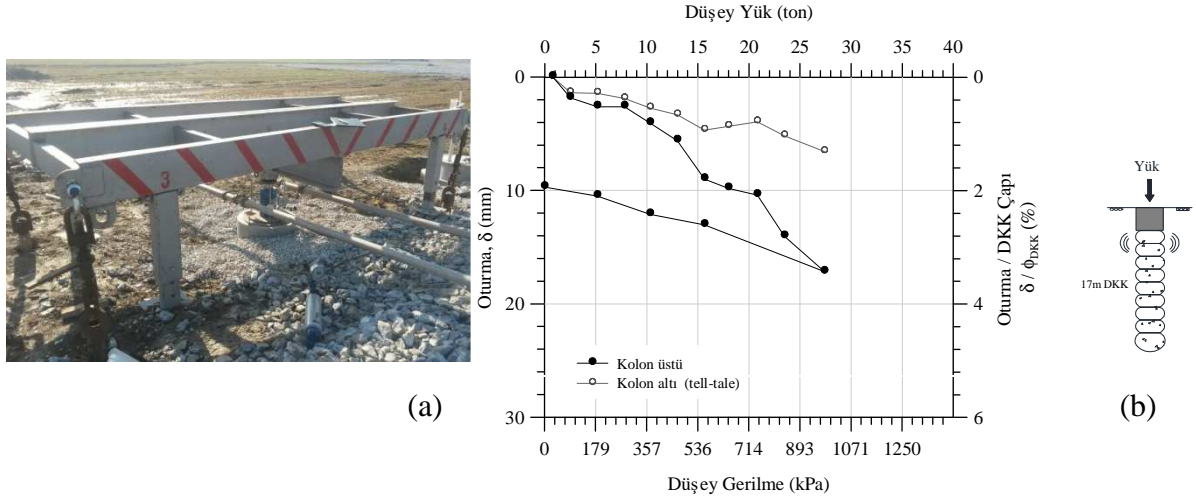 Düşey Yük (ton)
0 5 10 15 20 25 30 35 40
0 10 20 30
Oturma, δ (mm)
0 2 4 6
Oturma / DKK Çapı
δ / ϕDKK (%)
Kolon üstü
Kolon altı (tell-tale)
0 179 357 536 714 893 1071 1250
Düşey Gerilme (kPa)
3
(a)
Yük
17m DKK
(b)